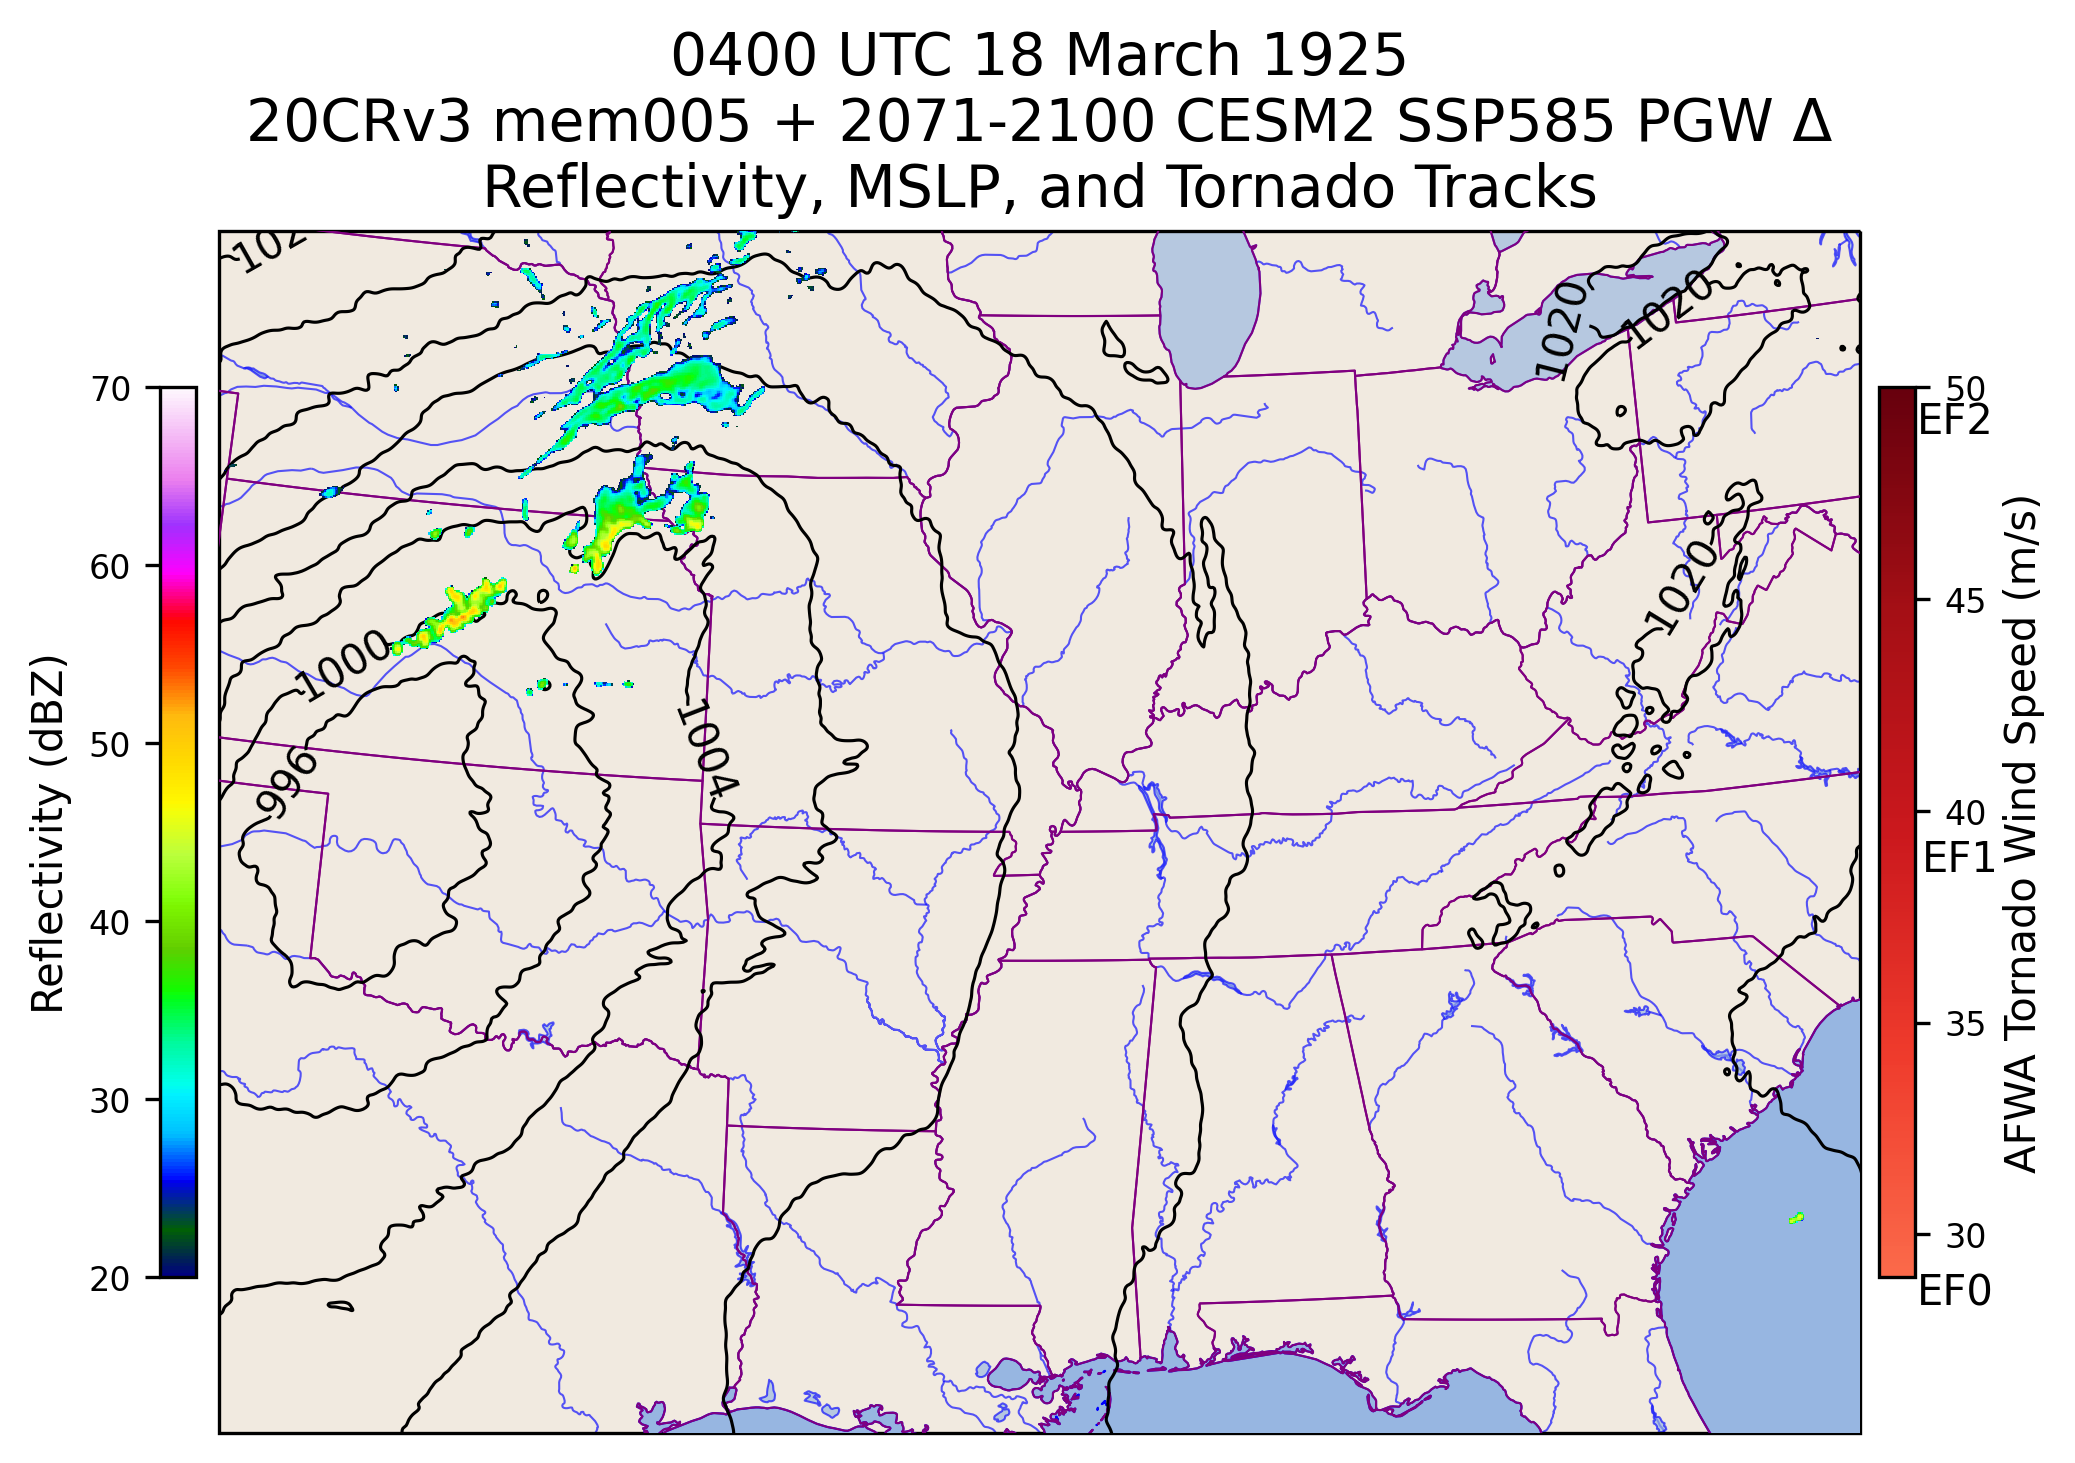 0400 UTC 18 March 1925
20CRv3 mem005 + 2071-2100 CESM2 SSP585 PGW Δ
Reflectivity, MSLP, and Tornado Tracks
102
1020
1020
1020
1000
996
1004
70
60
50
40
30
20
Reflectivity (dBZ)
50
EF2
45
40
EF1
35
30
EF0
AFWA Tornado Wind Speed (m/s)